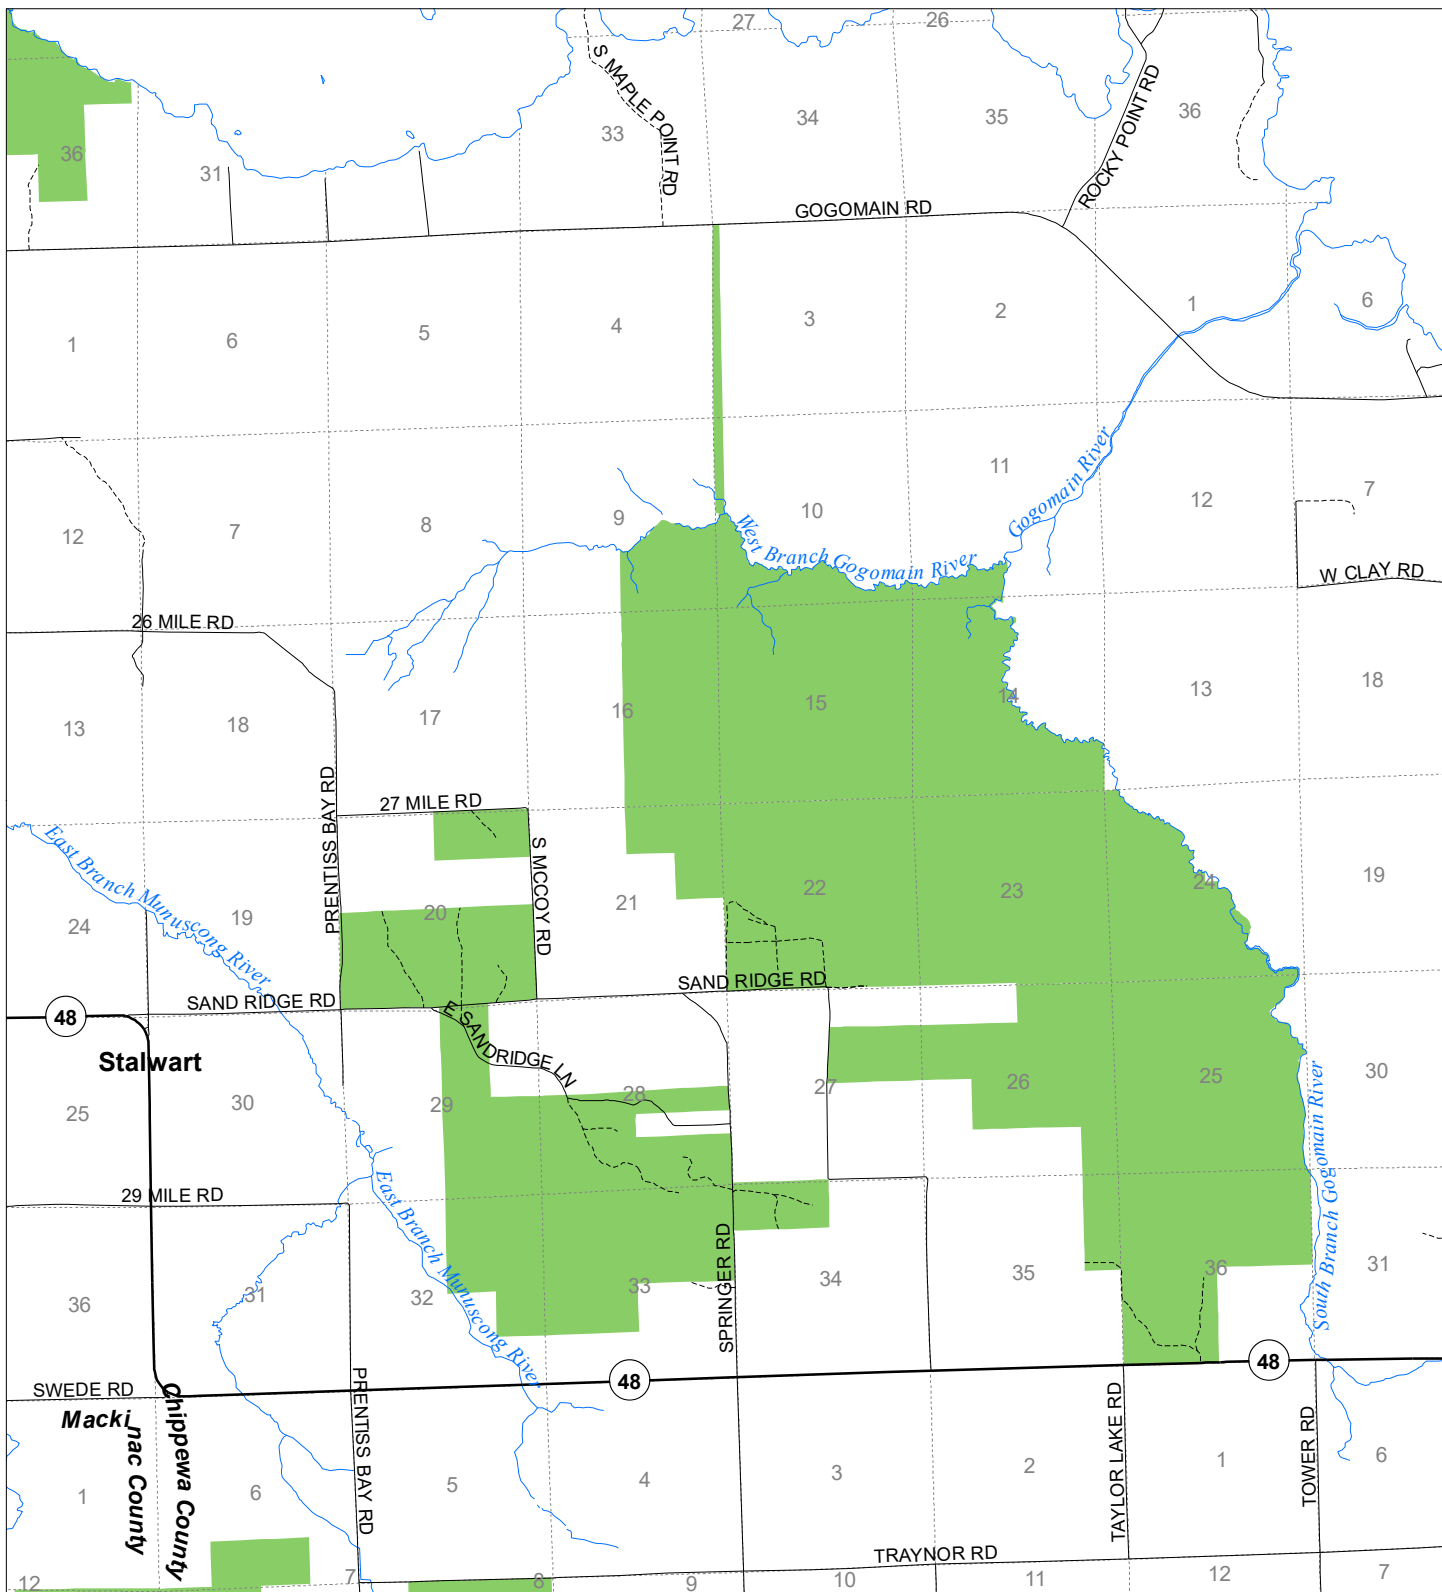 27
26
S MAPLE POINT RD
33
34
35
36
ROCKY POINT RD
36
31
GOGOMAIN RD
1
6
5
4
3
2
1
6
12
7
8
9
10
11
12
7
Gogomain River
West Branch Gogomain River
W CLAY RD
26 MILE RD
13
18
17
16
15
14
13
18
PRENTISS BAY RD
27 MILE RD
S MCCOY RD
East Branch Munuscong River
24
19
20
21
22
23
24
19
SAND RIDGE RD
SAND RIDGE RD
48
Stalwart
E SANDRIDGE LN
25
30
29
28
27
26
25
30
South Branch Gogomain River
29 MILE RD
East Branch Munuscong River
SPRINGER RD
36
31
32
33
34
35
36
31
48
48
SWEDE RD
Mackinac County
Chippewa County
PRENTISS BAY RD
TAYLOR LAKE RD
TOWER RD
1
6
5
4
3
2
1
6
TRAYNOR RD
12
7
8
9
10
11
12
7